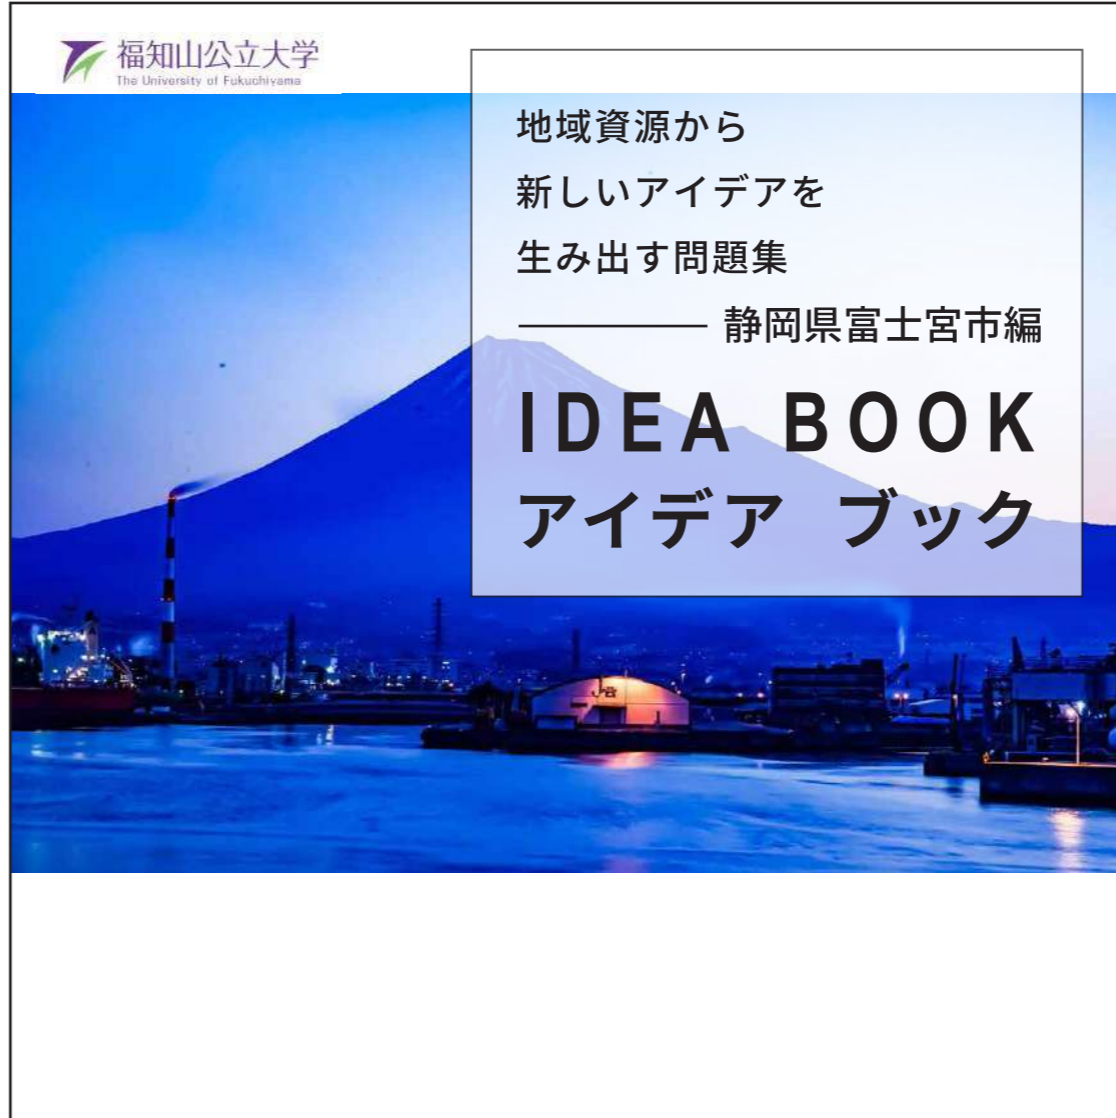 福知山公立大学
The University of Fukuchiyama
地域資源から
新しいアイデアを
生み出す問題集
静岡県富士宮市編
IDEA BOOK
アイデア ブック